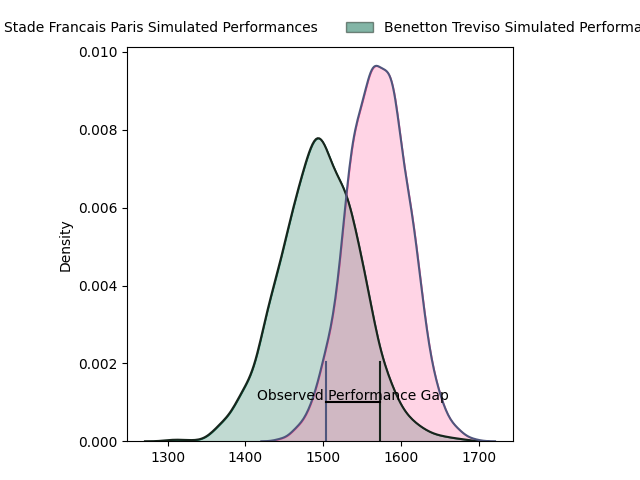 Stade Francais Paris Simulated Performances
Benetton Treviso Simulated Performa
0.010
0.008
0.006
0.004
0.002
0.000
Density
Observed Performance Gap
1300 1400 1500 1600 1700